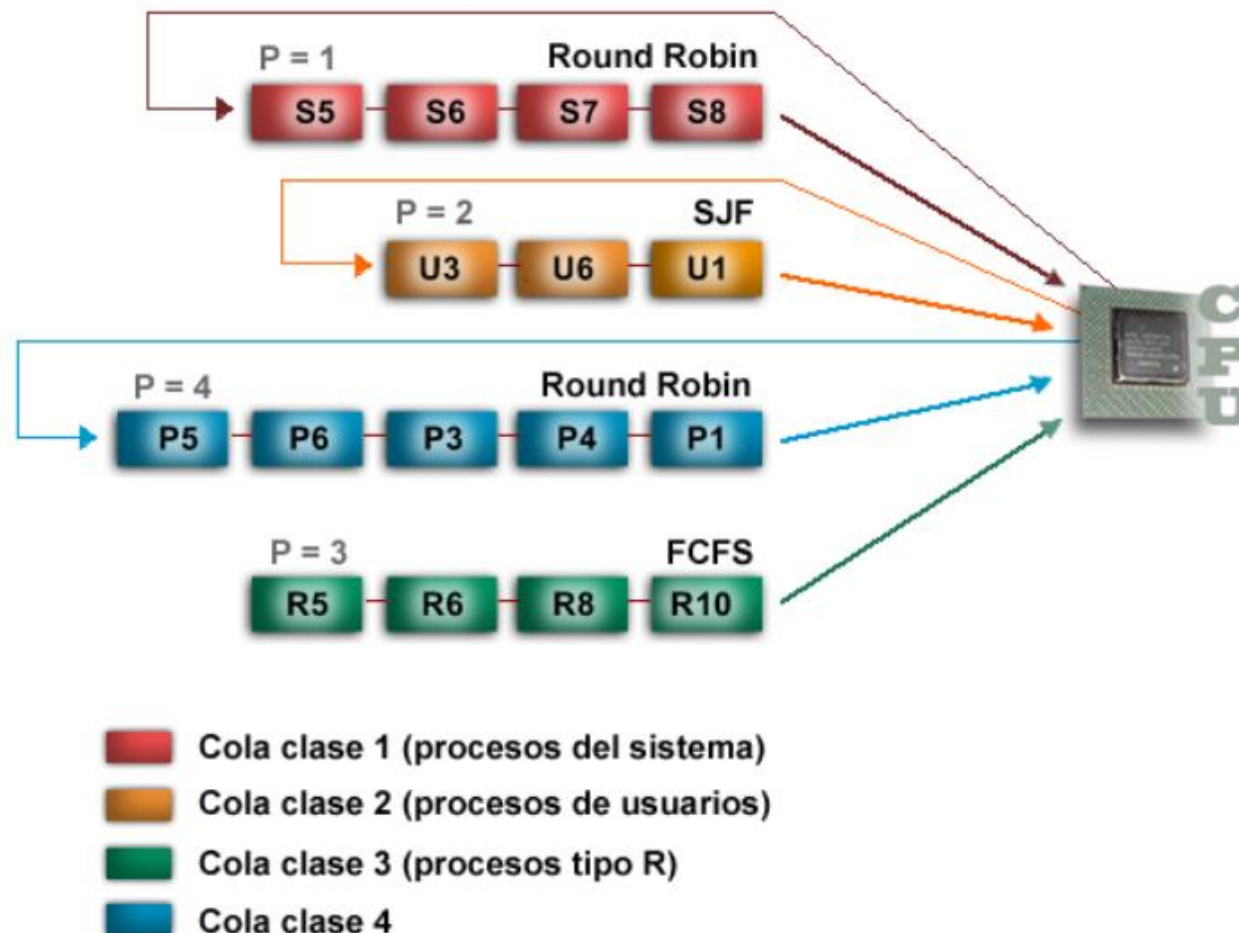 P = 1 Round Robin
S5 S6 S7 S8
P = 2 SJF
U3 U6 U1
CPU
P = 4 Round Robin
P5 P6 P3 P4 P1
P = 3 FCFS
R5 R6 R8 R10
Cola clase 1 (procesos del sistema)
Cola clase 2 (procesos de usuarios)
Cola clase 3 (procesos tipo R)
Cola clase 4